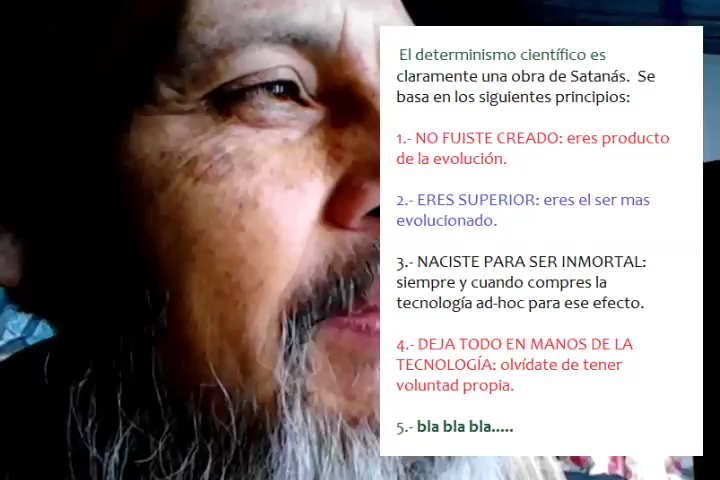 El determinismo científico es
claramente una obra de Satanás. Se
basa en los siguientes principios:
1.- NO FUISTE CREADO: eres producto
de la evolución.
2.- ERES SUPERIOR: eres el ser mas
evolucionado.
3.- NACISTE PARA SER INMORTAL:
siempre y cuando compres la
tecnología ad-hoc para ese efecto.
4.- DEJA TODO EN MANOS DE LA
TECNOLOGÍA: olvídate de tener
voluntad propia.
5.- bla bla bla.....